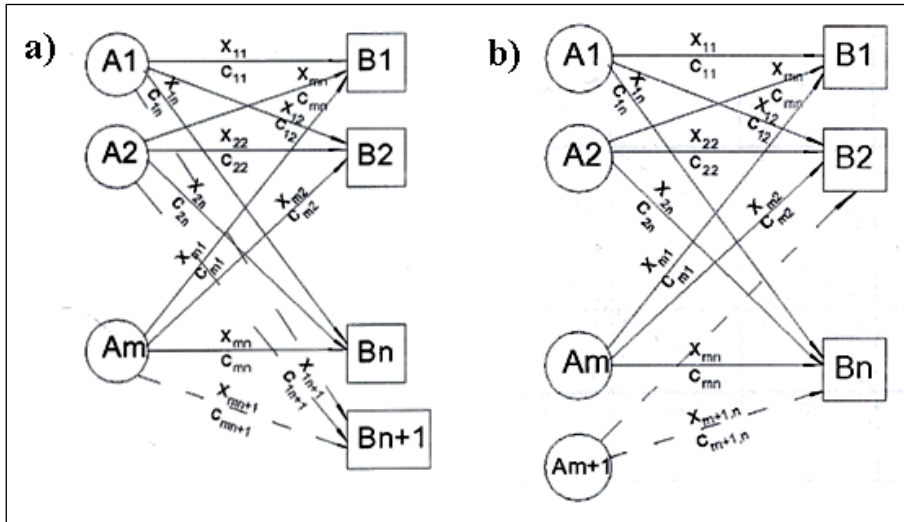 a)
A1
X11
C11
B1
Xmn
Cmn
X1n
C1n
X12
C12
A2
X22
C22
B2
X2n
C2n
Xm2
Cm2
Xm1
Cm1
Am
Xmn
Cmn
Bn
X1n+1
C1n+1
Xmn+1
Cmn+1
Bn+1
b)
A1
X11
C11
B1
Xmn
Cmn
X1n
C1n
X12
C12
A2
X22
C22
B2
X2n
C2n
Xm2
Cm2
Xm1
Cm1
Am
Xmn
Cmn
Bn
Xm+1,n
Cm+1,n
Am+1